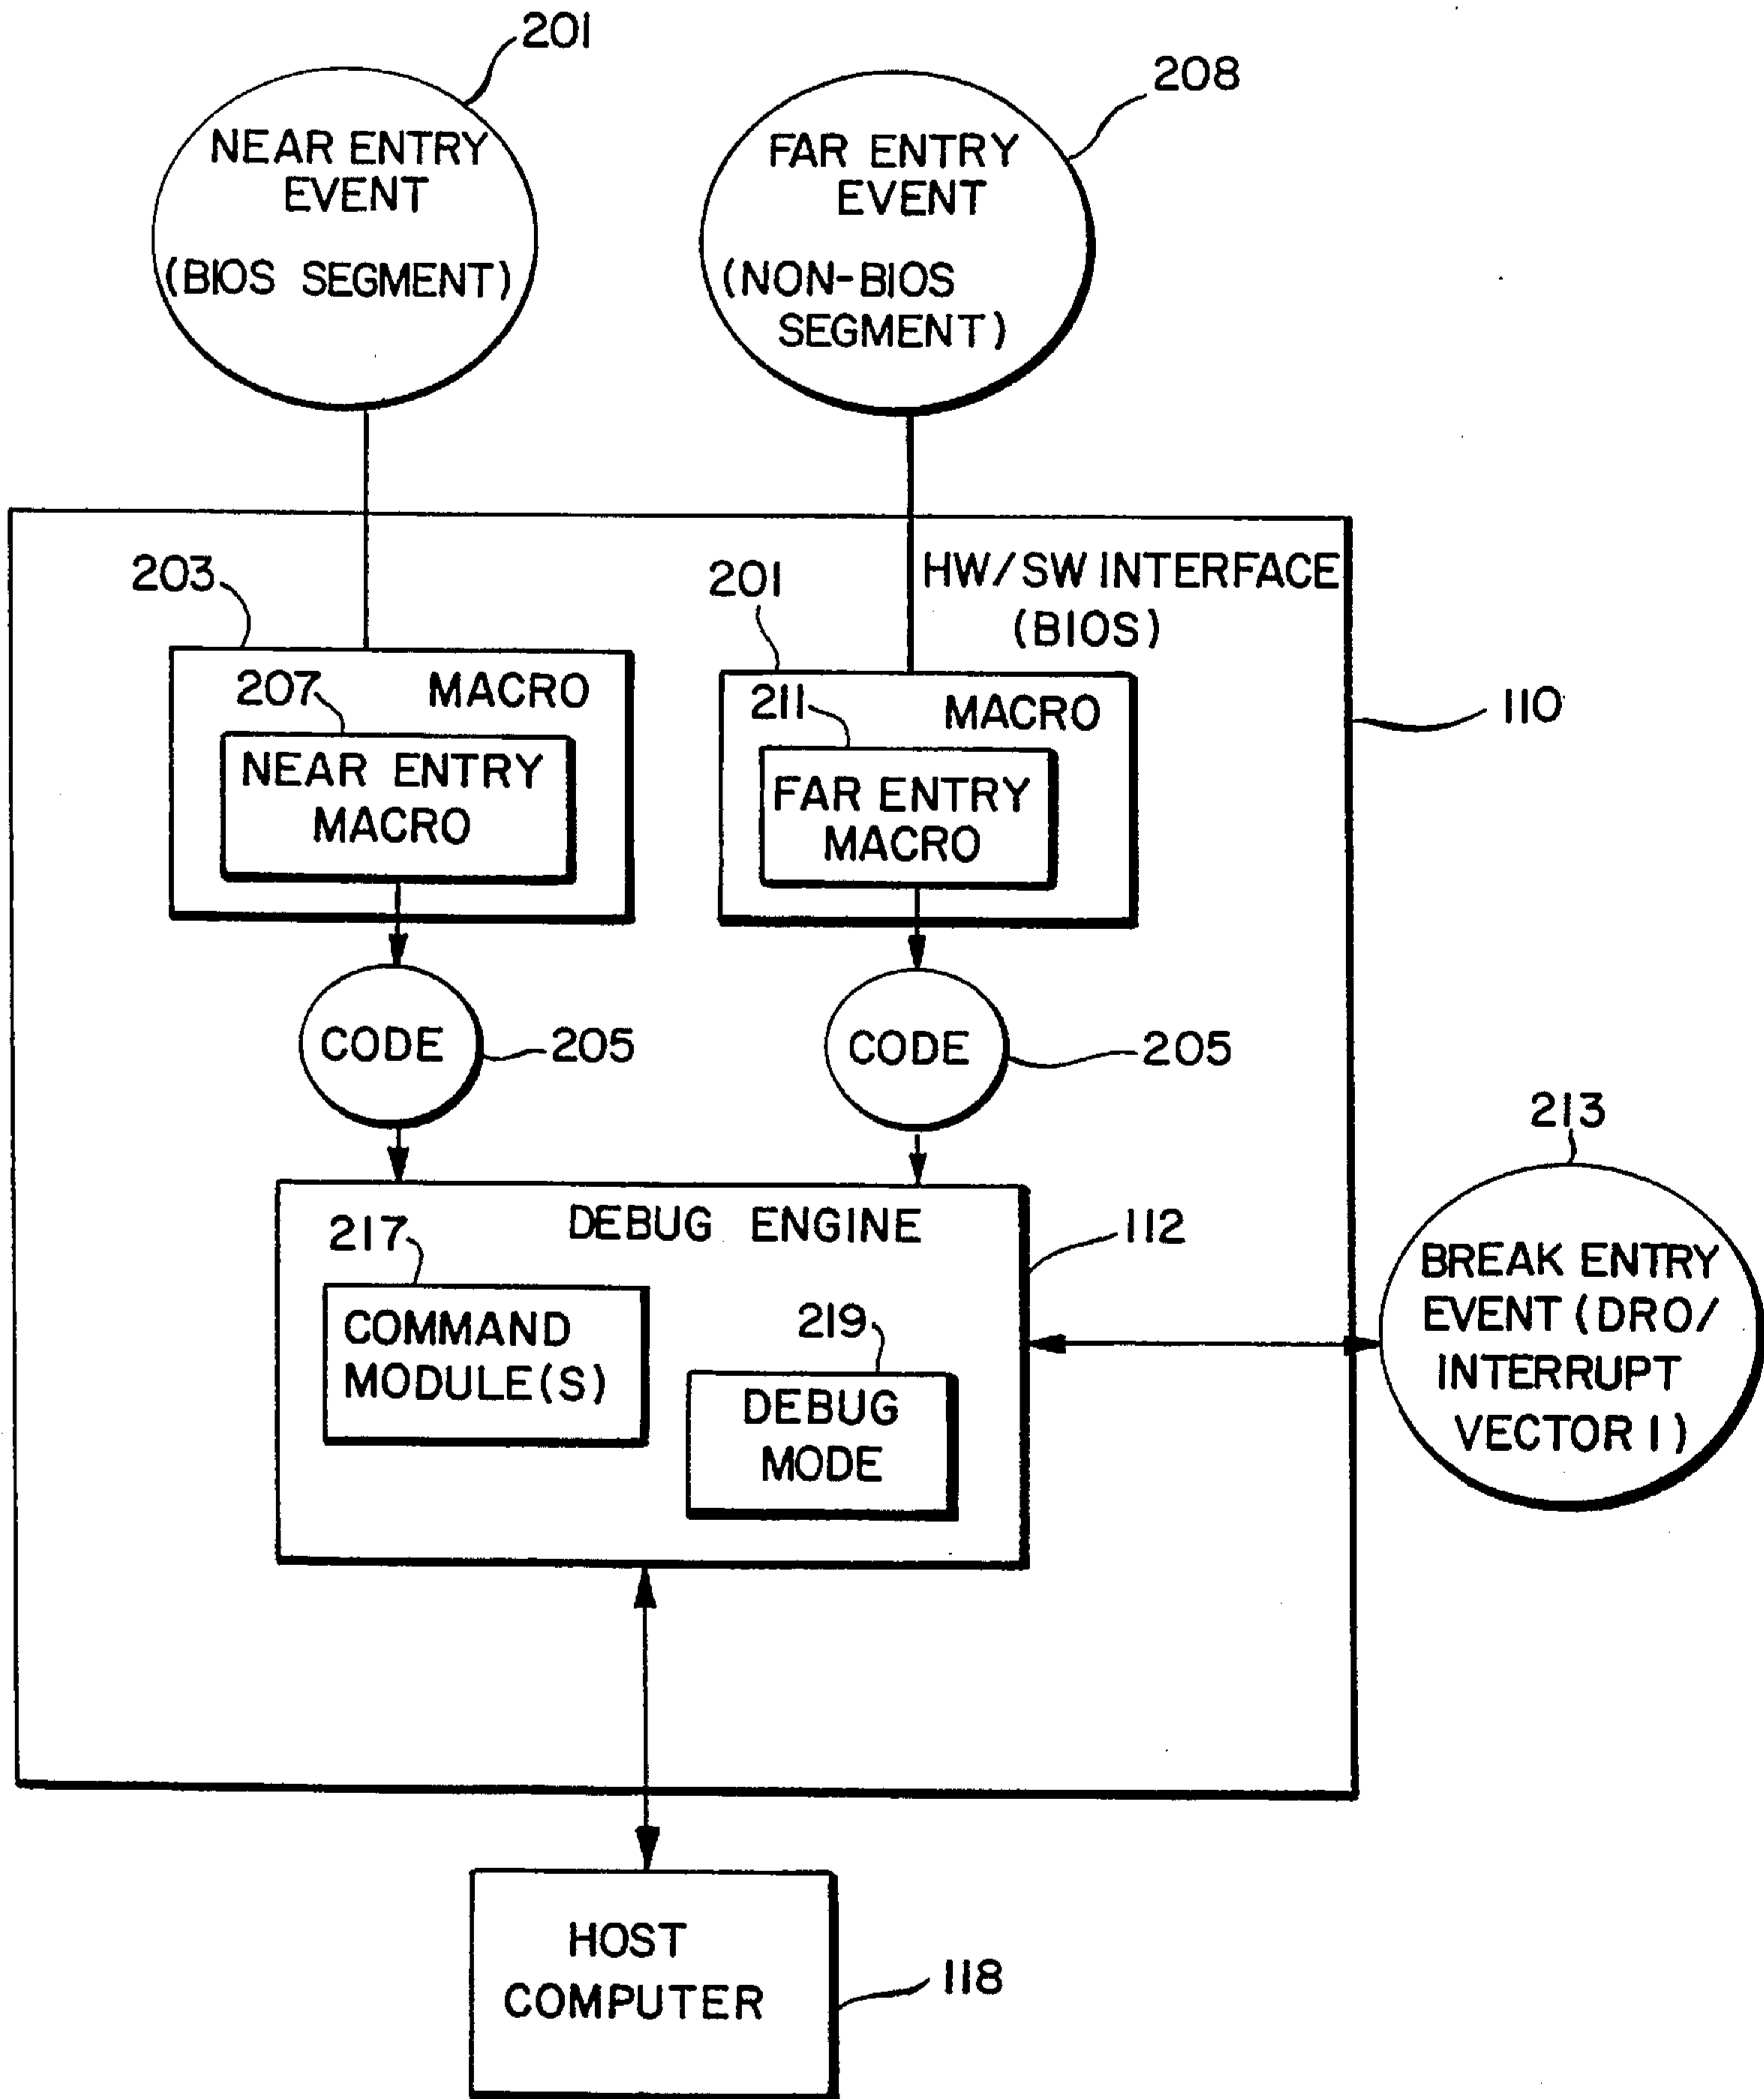 201
NEAR ENTRY
EVENT
(BIOS SEGMENT)
208
FAR ENTRY
EVENT
(NON-BIOS
SEGMENT)
HW/SW INTERFACE
(BIOS)
110
203
MACRO
207
NEAR ENTRY
MACRO
201
MACRO
211
FAR ENTRY
MACRO
CODE
205
CODE
205
DEBUG ENGINE
112
217
COMMAND
MODULE(S)
219
DEBUG
MODE
213
BREAK ENTRY
EVENT (DRO/
INTERRUPT
VECTOR 1)
HOST
COMPUTER
118